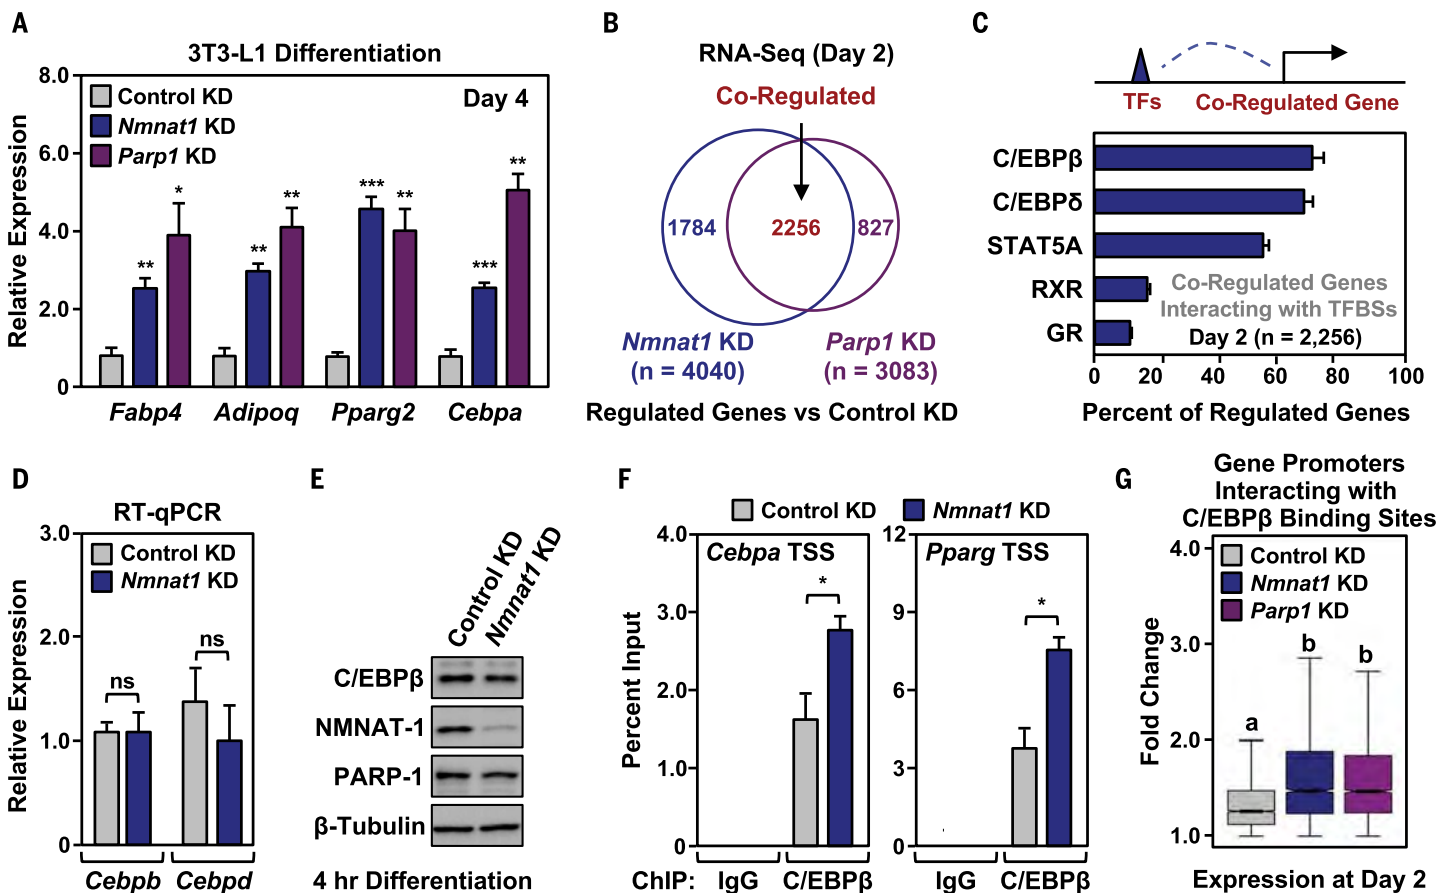 A
3T3-L1 Differentiation
Relative Expression
8.0
6.0
4.0
2.0
0
Control KD
Nmnat1 KD
Parp1 KD
Day 4
**
*
**
**
***
**
***
**
Fabp4
Adipoq
Pparg2
Cebpa
B
RNA-Seq (Day 2)
Co-Regulated
1784
2256
827
Nmnat1 KD
(n = 4040)
Parp1 KD
(n = 3083)
Regulated Genes vs Control KD
C
TFs
Co-Regulated Gene
C/EBPβ
C/EBPδ
STAT5A
RXR
GR
Co-Regulated Genes
Interacting with TFBSs
Day 2 (n = 2,256)
0
20
40
60
80
100
Percent of Regulated Genes
D
RT-qPCR
Relative Expression
3.0
2.0
1.0
0
Control KD
Nmnat1 KD
ns
ns
Cebpb
Cebpd
E
Control KD
Nmnat1 KD
C/EBPβ
NMNAT-1
PARP-1
β-Tubulin
4 hr Differentiation
F
Control KD
Nmnat1 KD
Percent Input
4.0
3.0
2.0
1.0
0
Cebpa TSS
*
12
9
6
3
0
Pparg TSS
*
ChIP:
IgG
C/EBPβ
IgG
C/EBPβ
G
Gene Promoters
Interacting with
C/EBPβ Binding Sites
Fold Change
4.0
3.0
2.0
1.0
Control KD
Nmnat1 KD
Parp1 KD
a
b
b
Expression at Day 2